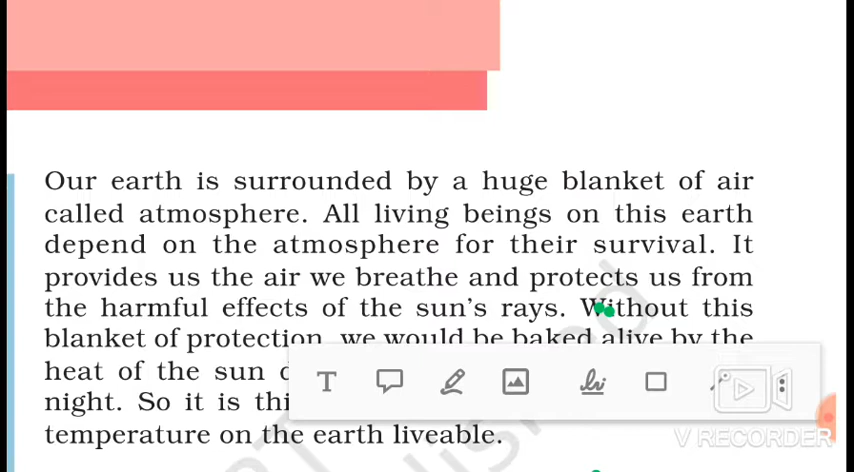 Our earth is surrounded by a huge blanket of air
called atmosphere. All living beings on this earth
depend on the atmosphere for their survival. It
provides us the air we breathe and protects us from
the harmful effects of the sun's rays. Without this
blanket of protection, we would be baked alive by the
heat of the sun
night. So it is
temperature on the earth liveable.
T
V RECORDER